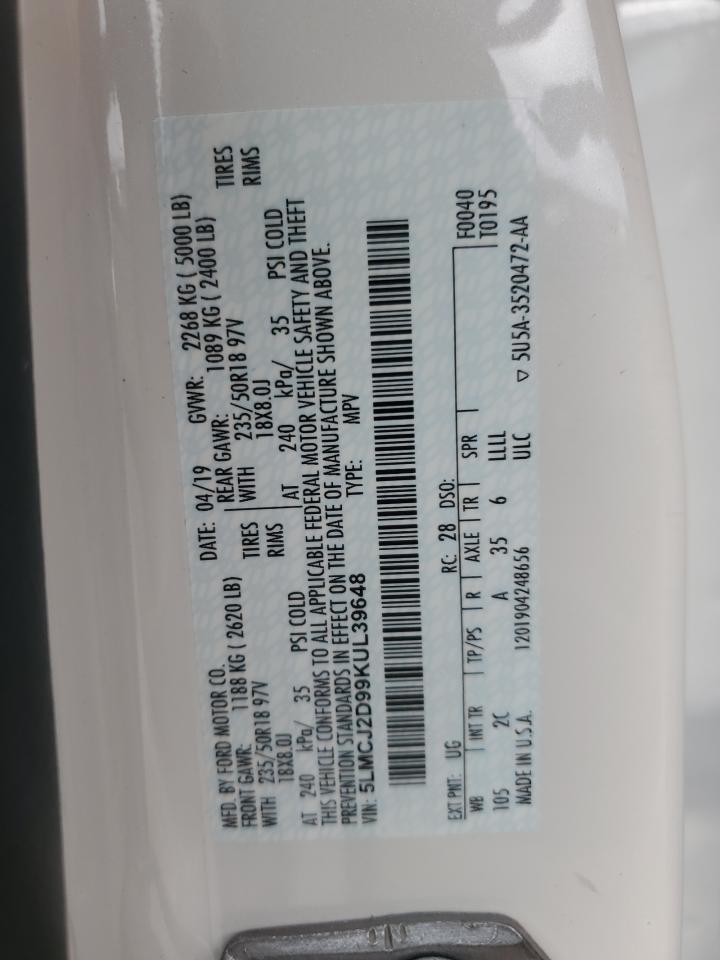 MFD. BY FORD MOTOR CO.
DATE: 04/19 GVWR: 2268 KG ( 5000 LB)
FRONT GAWR: 1188 KG ( 2620 LB)
REAR GAWR: 1089 KG ( 2400 LB)
WITH 235/50R18 97V TIRES
WITH 235/50R18 97V TIRES
18X8.0J RIMS
18X8.0J RIMS
AT 240 kPa/ 35 PSI COLD
AT 240 kPa/ 35 PSI COLD
THIS VEHICLE CONFORMS TO ALL APPLICABLE FEDERAL MOTOR VEHICLE SAFETY AND THEFT
PREVENTION STANDARDS IN EFFECT ON THE DATE OF MANUFACTURE SHOWN ABOVE.
VIN: 5LMCJ2D99KUL39648 TYPE: MPV
EXT PNT: UG RC: 28 DSO: F0040
WB INT TR TP/PS R AXLE TR SPR T0195
105 2C A 35 6 LLLL
MADE IN U.S.A. 1201904248656 ULC ▽ 5U5A-3520472-AA